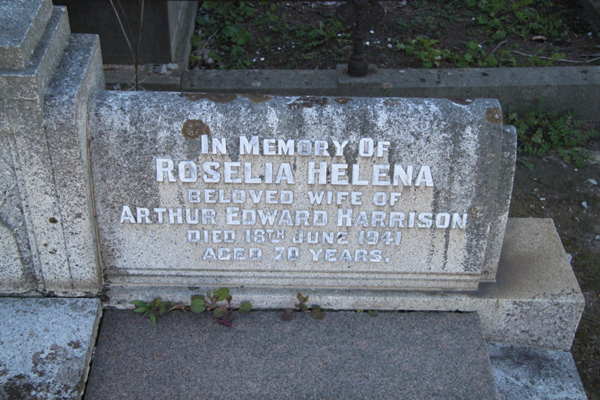 In Memory Of
ROSELIA HELENA
BELOVED WIFE OF
ARTHUR EDWARD HARRISON
DIED 18TH JUNE 1941
AGED 70 YEARS.